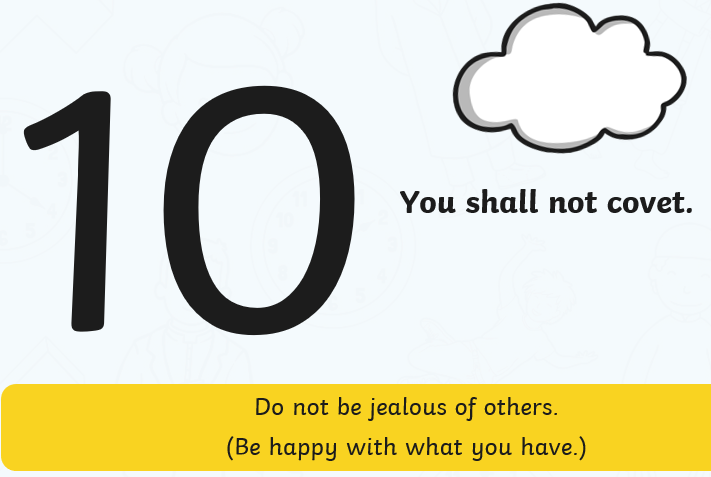 10
You shall not covet.
Do not be jealous of others.
(Be happy with what you have.)